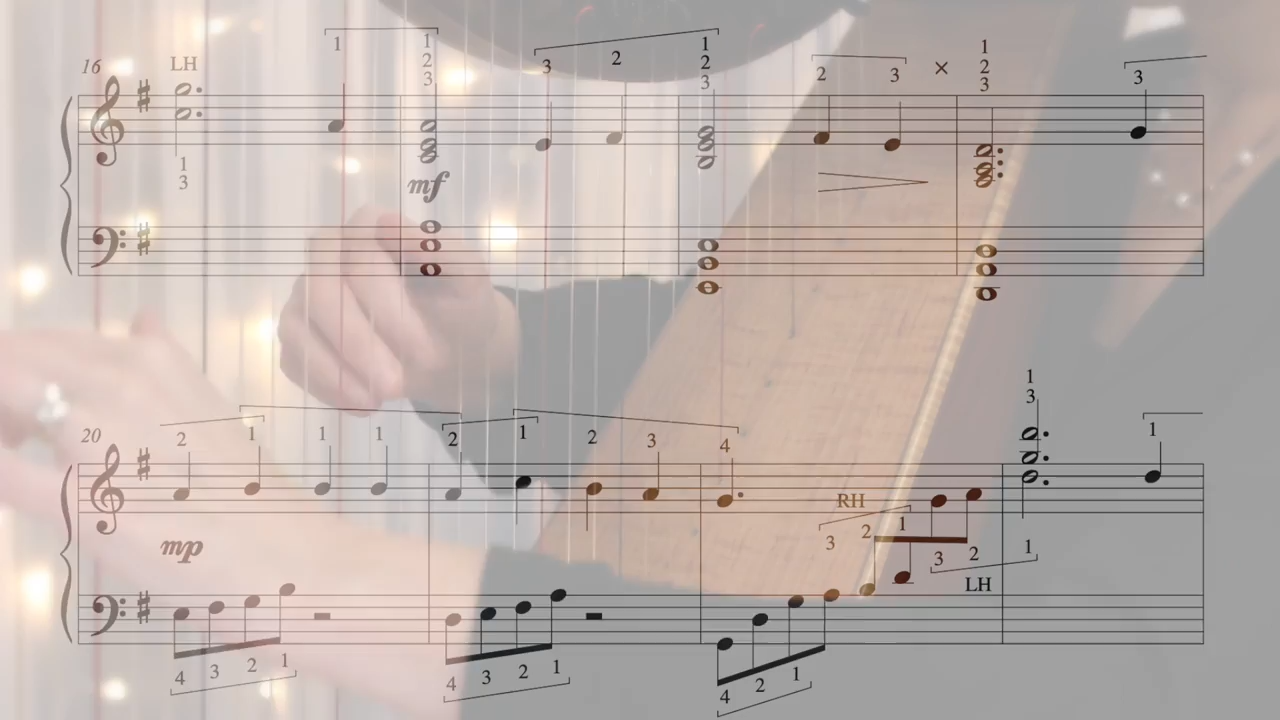 16 LH 1 1 3 2 1 2 3 × 1 3
2 2 2
3 3 3
1
3
mf
1
3
20 2 1 1 1 2 1 2 3 4 1
RH
3 2 1
mp 3 2 1
LH
4 3 2 1 4 3 2 1 4 2 1